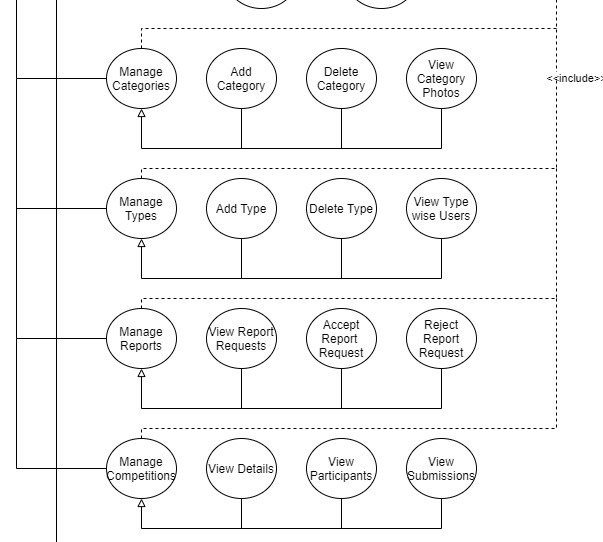 Manage
Categories
Add
Category
Delete
Category
View
Category
Photos
<<include>>
Manage
Types
Add Type
Delete Type
View Type
wise Users
Manage
Reports
View Report
Requests
Accept
Report
Request
Reject
Report
Request
Manage
Competitions
View Details
View
Participants
View
Submissions